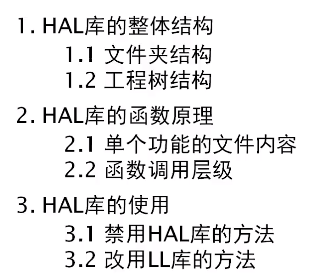 1. HAL库的整体结构
1.1 文件夹结构
1.2 工程树结构
2. HAL库的函数原理
2.1 单个功能的文件内容
2.2 函数调用层级
3. HAL库的使用
3.1 禁用HAL库的方法
3.2 改用LL库的方法